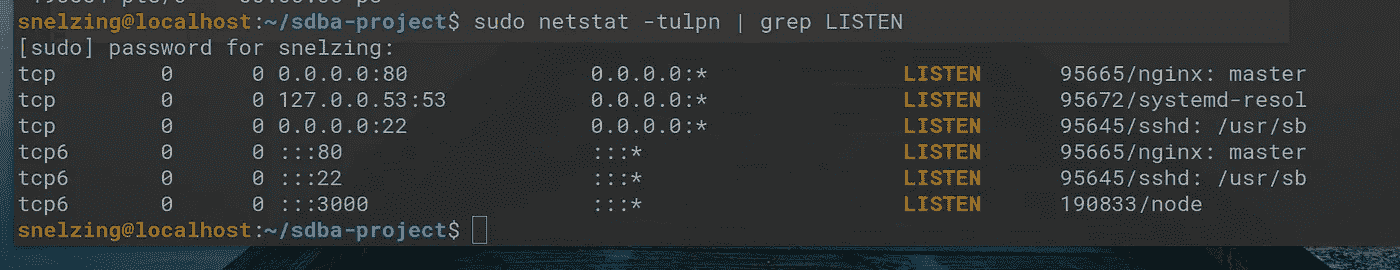 snelzing@localhost:~/sdba-project$ sudo netstat -tulpn | grep LISTEN
[sudo] password for snelzing:
tcp 0 0 0.0.0.0:80 0.0.0.0:* LISTEN 95665/nginx: master
tcp 0 0 127.0.0.53:53 0.0.0.0:* LISTEN 95672/systemd-resol
tcp 0 0 0.0.0.0:22 0.0.0.0:* LISTEN 95645/sshd: /usr/sb
tcp6 0 0 :::80 :::* LISTEN 95665/nginx: master
tcp6 0 0 :::22 :::* LISTEN 95645/sshd: /usr/sb
tcp6 0 0 :::3000 :::* LISTEN 190833/node
snelzing@localhost:~/sdba-project$